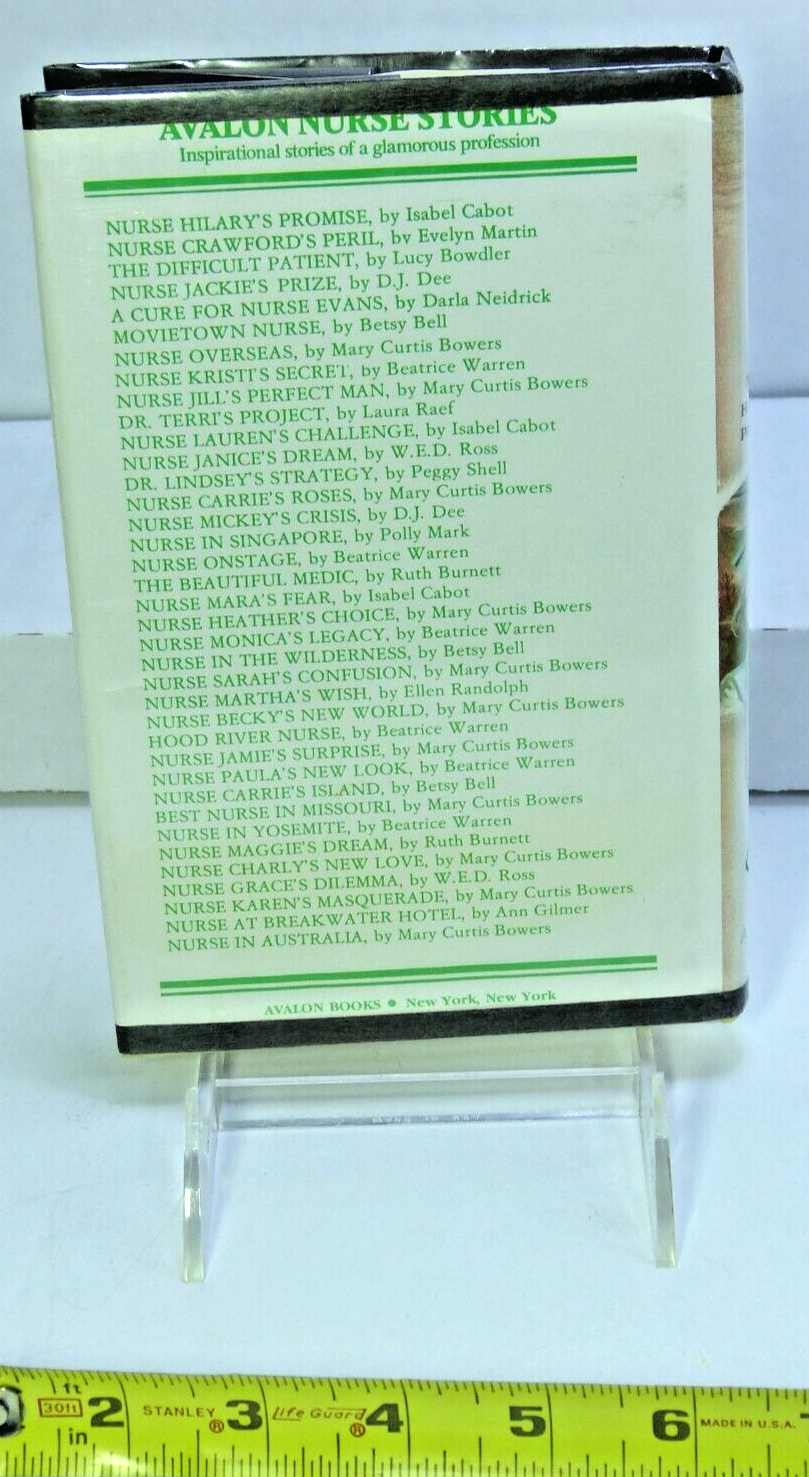 AVALON NURSE STORIES
Inspirational stories of a glamorous profession
NURSE HILARY'S PROMISE, by Isabel Cabot
NURSE CRAWFORD'S PERIL, by Evelyn Martin
THE DIFFICULT PATIENT, by Lucy Bowdler
NURSE JACKIE'S PRIZE, by D.J. Dee
A CURE FOR NURSE EVANS, by Darla Neidrick
MOVIETOWN NURSE, by Betsy Bell
NURSE OVERSEAS, by Mary Curtis Bowers
NURSE KRISTI'S SECRET, by Beatrice Warren
NURSE JILL'S PERFECT MAN, by Mary Curtis Bowers
DR. TERRI'S PROJECT, by Laura Raef
NURSE LAUREN'S CHALLENGE, by Isabel Cabot
NURSE JANICE'S DREAM, by W.E.D. Ross
DR. LINDSEY'S STRATEGY, by Peggy Shell
NURSE CARRIE'S ROSES, by Mary Curtis Bowers
NURSE MICKEY'S CRISIS, by D.J. Dee
NURSE IN SINGAPORE, by Polly Mark
NURSE ONSTAGE, by Beatrice Warren
THE BEAUTIFUL MEDIC, by Ruth Burnett
NURSE MARA'S FEAR, by Isabel Cabot
NURSE HEATHER'S CHOICE, by Mary Curtis Bowers
NURSE MONICA'S LEGACY, by Beatrice Warren
NURSE IN THE WILDERNESS, by Betsy Bell
NURSE SARAH'S CONFUSION, by Mary Curtis Bowers
NURSE MARTHA'S WISH, by Ellen Randolph
NURSE BECKY'S NEW WORLD, by Mary Curtis Bowers
HOOD RIVER NURSE, by Beatrice Warren
NURSE JAMIE'S SURPRISE, by Mary Curtis Bowers
NURSE PAULA'S NEW LOOK, by Beatrice Warren
NURSE CARRIE'S ISLAND, by Betsy Bell
BEST NURSE IN MISSOURI, by Mary Curtis Bowers
NURSE IN YOSEMITE, by Beatrice Warren
NURSE MAGGIE'S DREAM, by Ruth Burnett
NURSE CHARLY'S NEW LOVE, by Mary Curtis Bowers
NURSE GRACE'S DILEMMA, by W.E.D. Ross
NURSE KAREN'S MASQUERADE, by Mary Curtis Bowers
NURSE AT BREAKWATER HOTEL, by Ann Gilmer
NURSE IN AUSTRALIA, by Mary Curtis Bowers
AVALON BOOKS ● New York, New York
ft
30ft 2 STANLEY ® 3 Life Guard ® 4 5 6 MADE IN U.S.A.
in